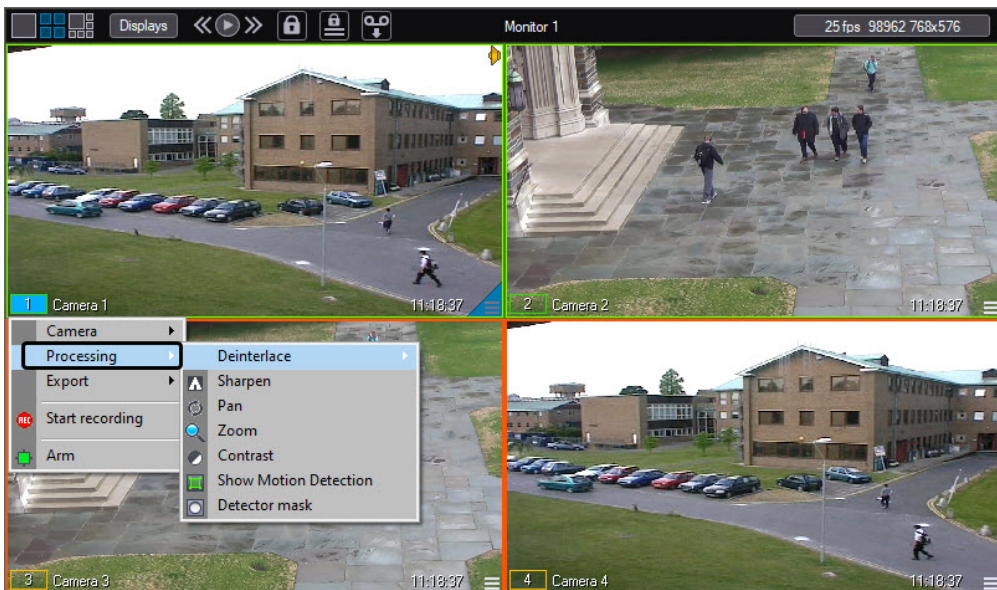 Displays
Monitor 1
25 fps 98962 768x576
1 Camera 1 11:18:37
2 Camera 2 11:18:37
Camera
Processing
Export
REC Start recording
Arm
Deinterlace
Sharpen
Pan
Zoom
Contrast
Show Motion Detection
Detector mask
3 Camera 3 11:18:37
4 Camera 4 11:18:37